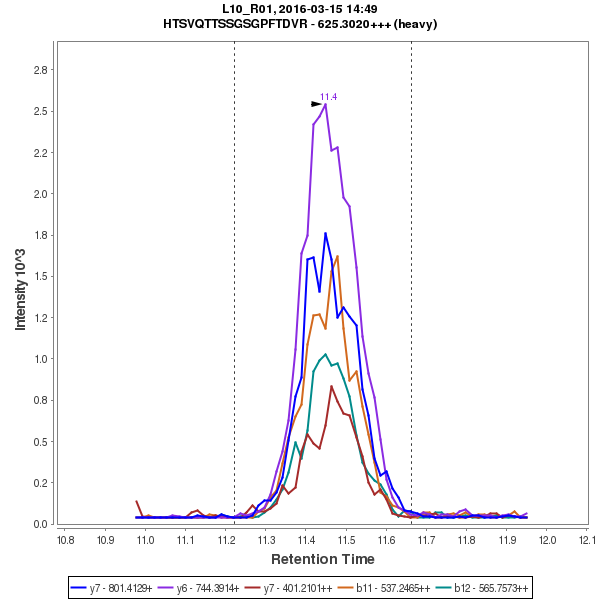 L10_R01, 2016-03-15 14:49
HTSVQTTSSGSGPFTDVR - 625.3020+++ (heavy)
11.4
2.8
2.5
2.2
2.0
1.8
1.5
1.2
1.0
0.8
0.5
0.2
0.0
Intensity 10^3
10.8 10.9 11.0 11.1 11.2 11.3 11.4 11.5 11.6 11.7 11.8 11.9 12.0 12.1
Retention Time
y7 - 801.4129+ y6 - 744.3914+ y7 - 401.2101++ b11 - 537.2465++ b12 - 565.7573++